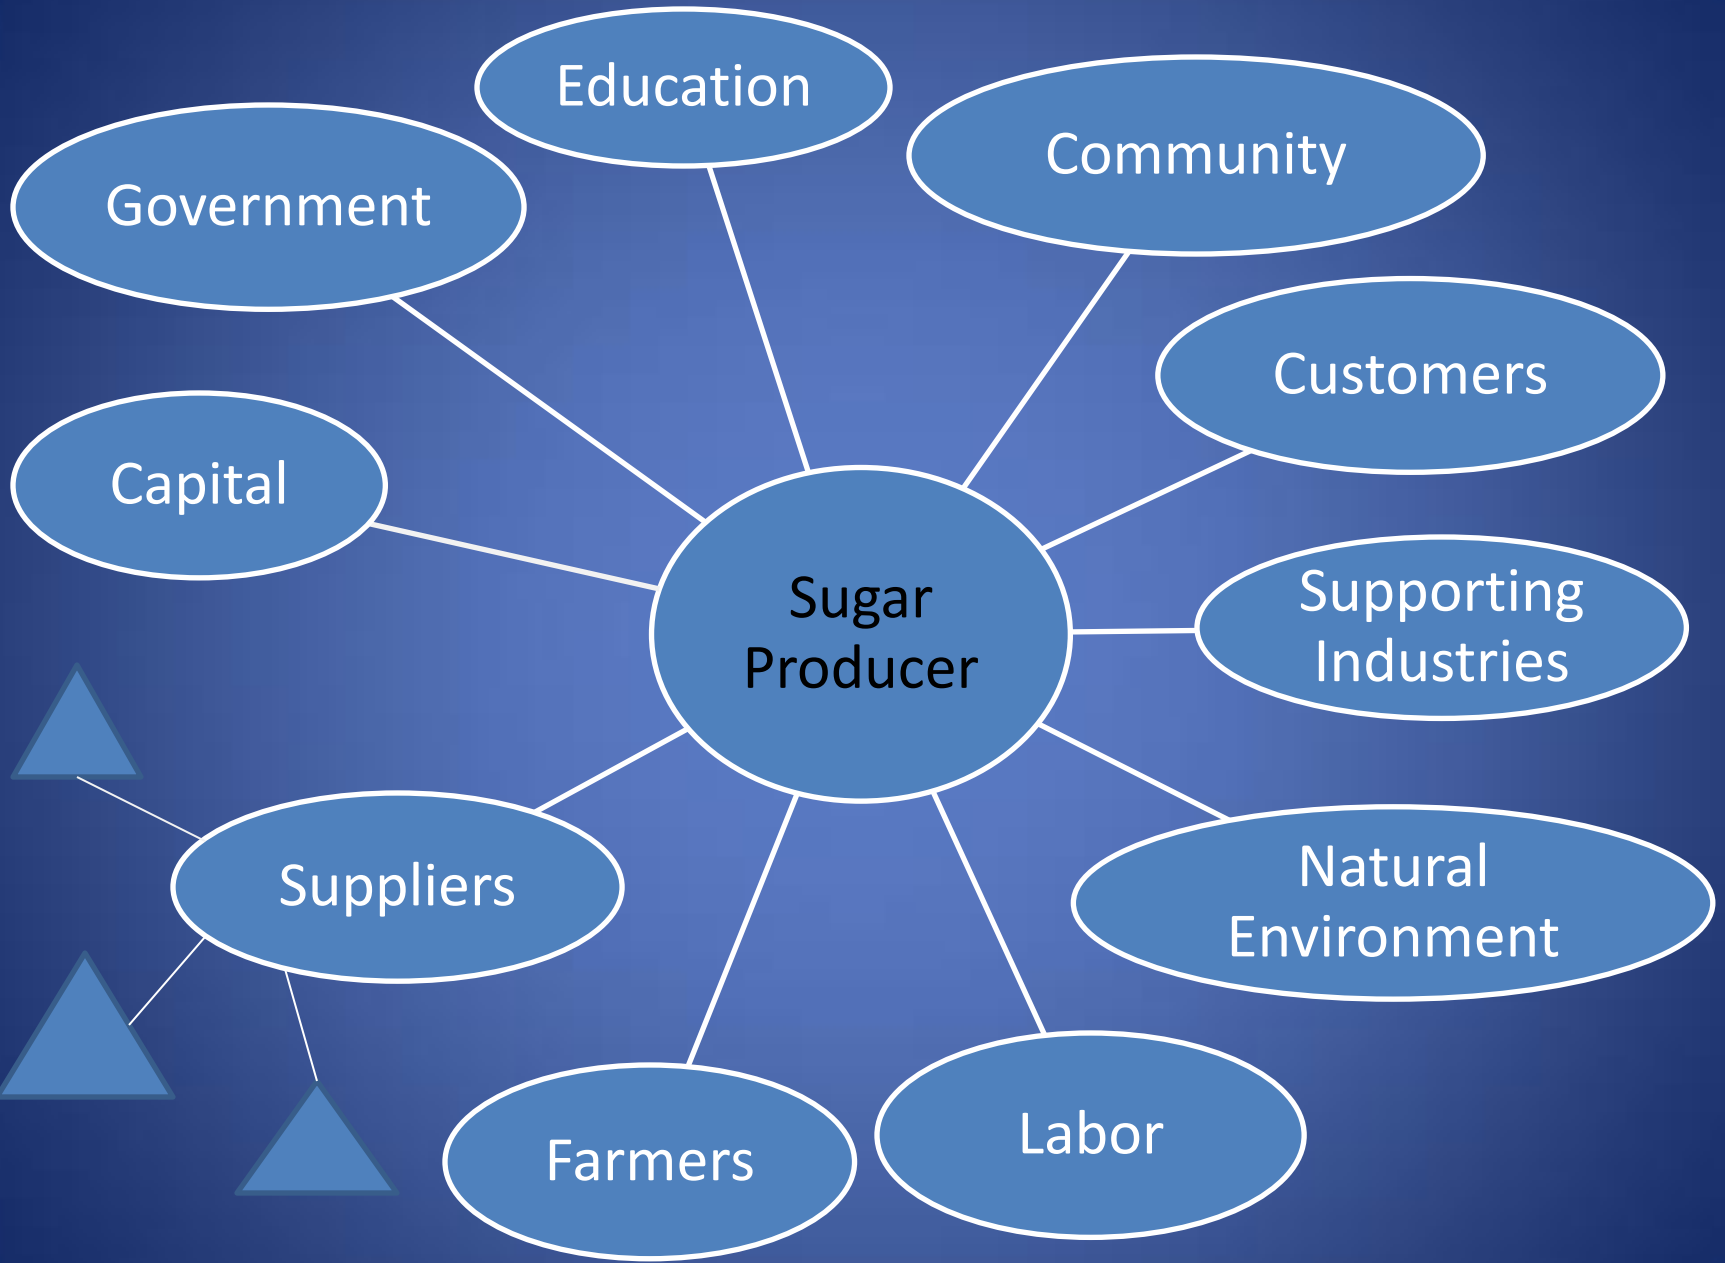 Education
Community
Government
Customers
Capital
Supporting
Industries
Sugar
Producer
Suppliers
Natural
Environment
Labor
Farmers